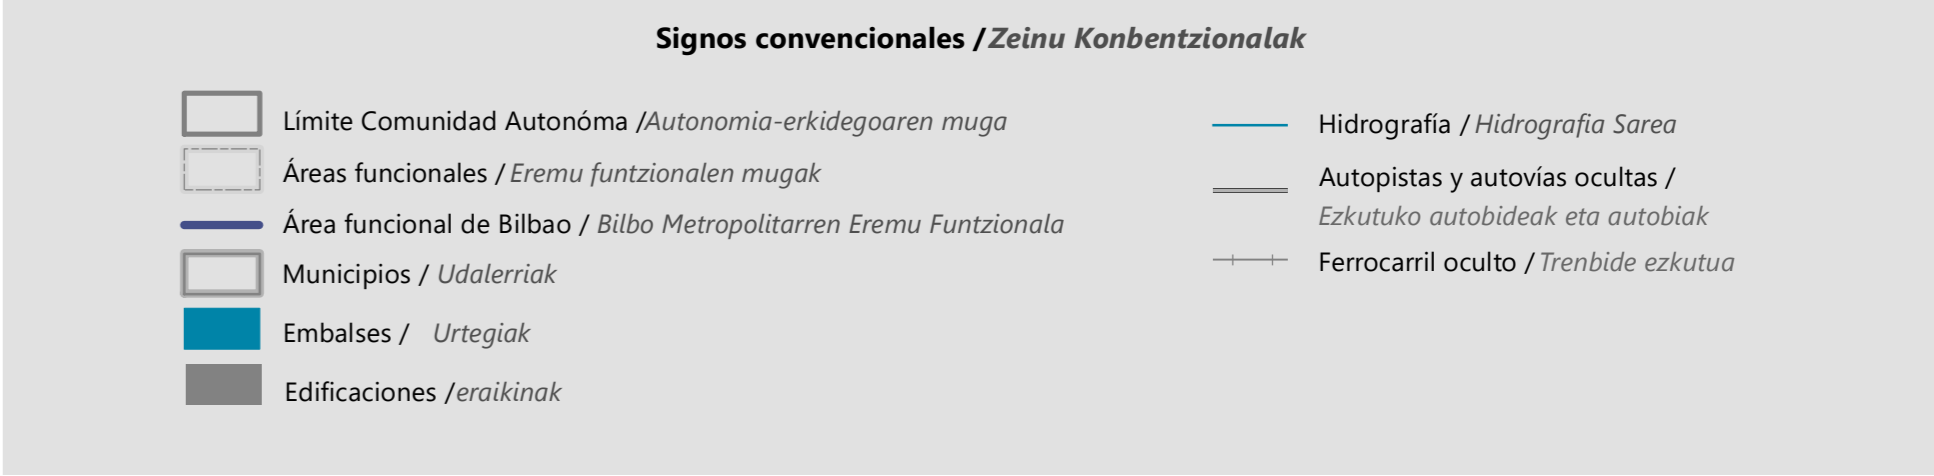 Signos convencionales / Zeinu Konbentzionalak
Límite Comunidad Autonóma /Autonomia-erkidegoaren muga
Áreas funcionales / Eremu funtzionalen mugak
Área funcional de Bilbao / Bilbo Metropolitarren Eremu Funtzionala
Municipios / Udalerriak
Embalses / Urtegiak
Edificaciones /eraikinak
Hidrografía / Hidrografia Sarea
Autopistas y autovías ocultas /
Ezkutuko autobideak eta autobiak
Ferrocarril oculto / Trenbide ezkutua